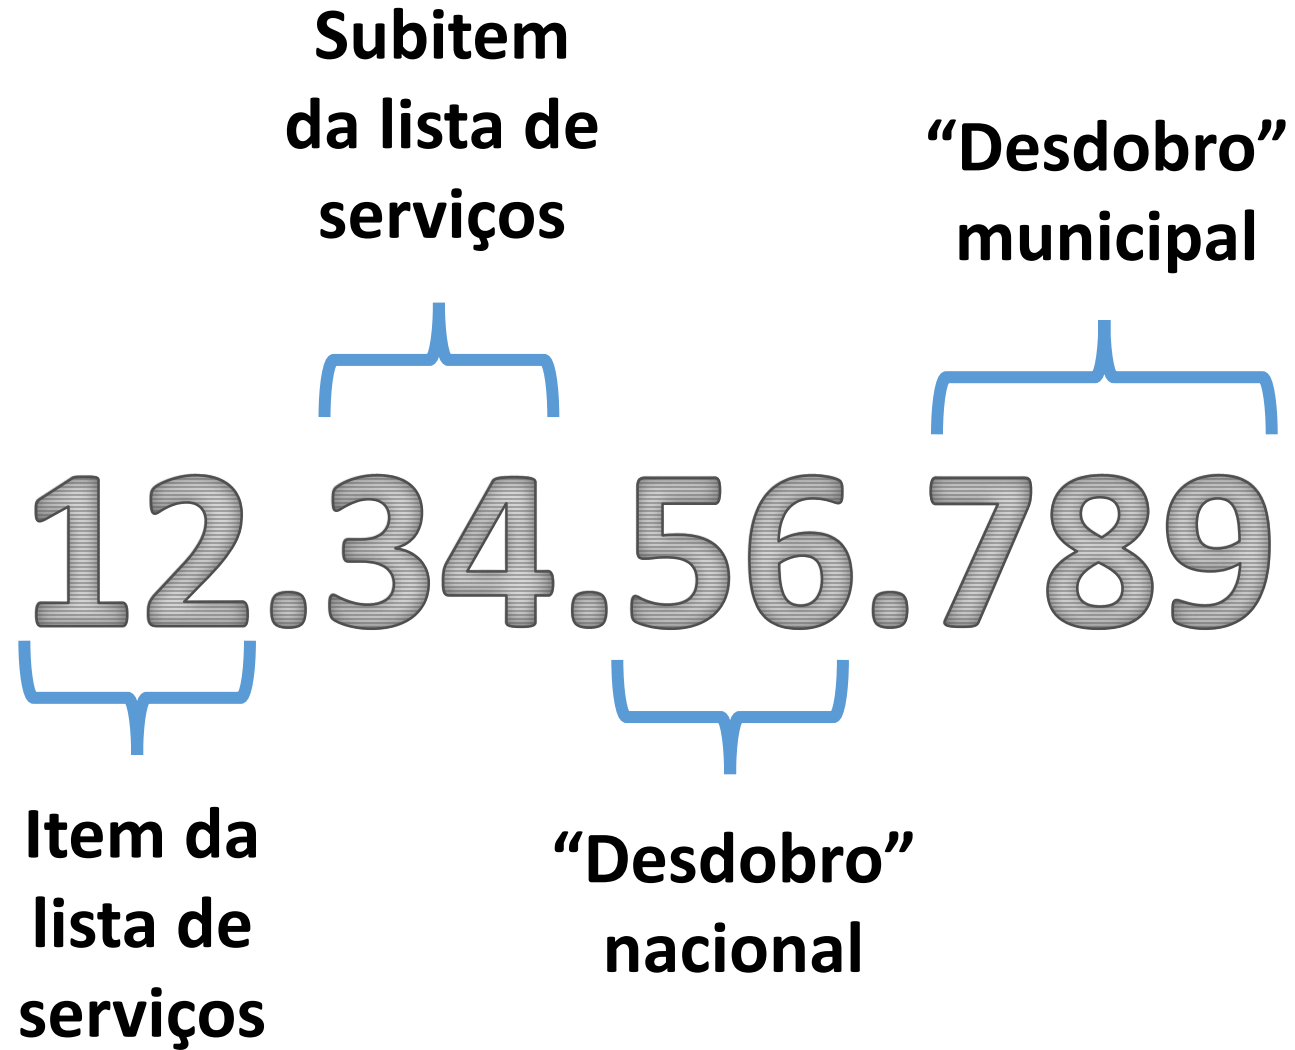 Subitem
da lista de
serviços
“Desdobro”
municipal
12.34.56.789
Item da
lista de
serviços
“Desdobro”
nacional